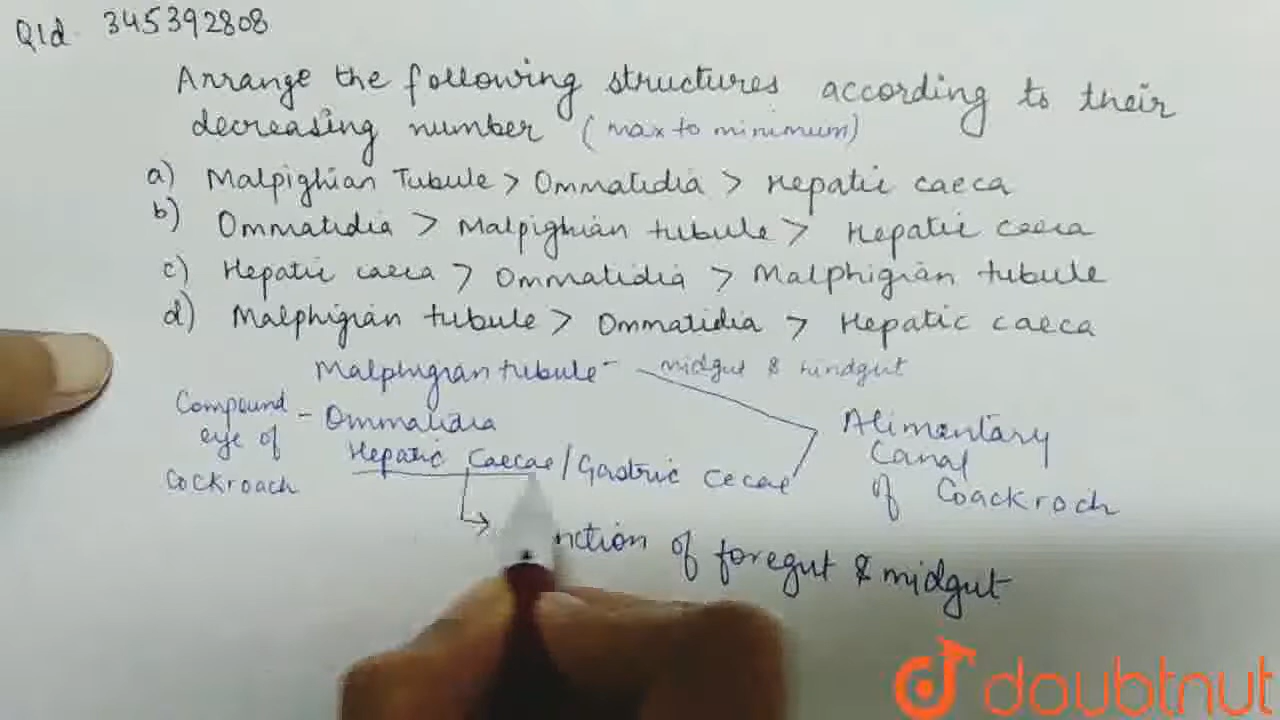 QId 345392808
Arrange the following structures according to their
decreasing number (max to minimum)
a) Malpighian Tubule > Ommatidia > Hepatic caeca
b) Ommatidia > Malpighian tubule > Hepatic caeca
c) Hepatic caeca > Ommatidia > Malphigian tubule
d) Malphigian tubule > Ommatidia > Hepatic caeca
Malphigian tubule - midgut & hindgut
Compound eye of Cockroach - Ommatidia
Hepatic Caecae / Gastric cecae
Alimentary
Canal
of Coackroch
nction of foregut & midgut
doubtnut